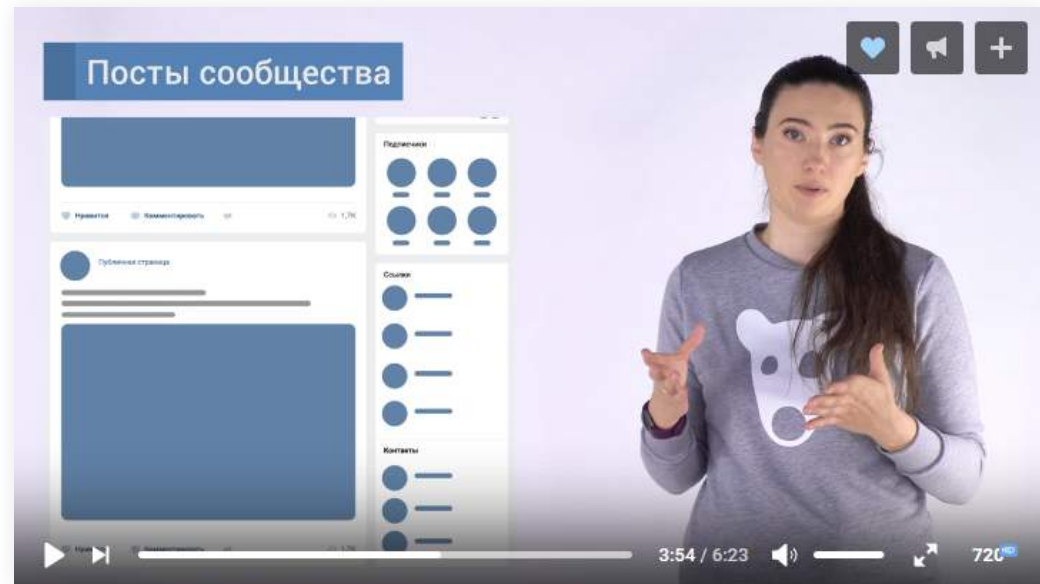 Посты сообщества
Подписчики
Нравится Комментировать 1,7K
Публичная страница
Ссылки
Контакты
3:54 / 6:23
720 HD